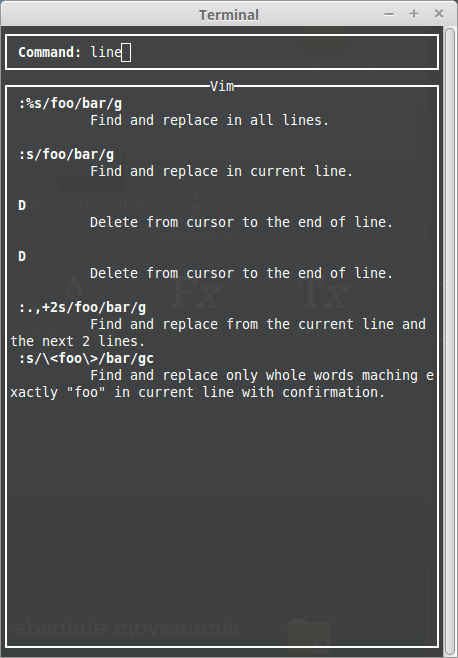 Terminal
Command: line
Vim
:%s/foo/bar/g
Find and replace in all lines.
:s/foo/bar/g
Find and replace in current line.
D
Delete from cursor to the end of line.
D
Delete from cursor to the end of line.
:.,+2s/foo/bar/g
Find and replace from the current line and
the next 2 lines.
:s/\<foo\>/bar/gc
Find and replace only whole words maching e
xactly "foo" in current line with confirmation.
absolute movements